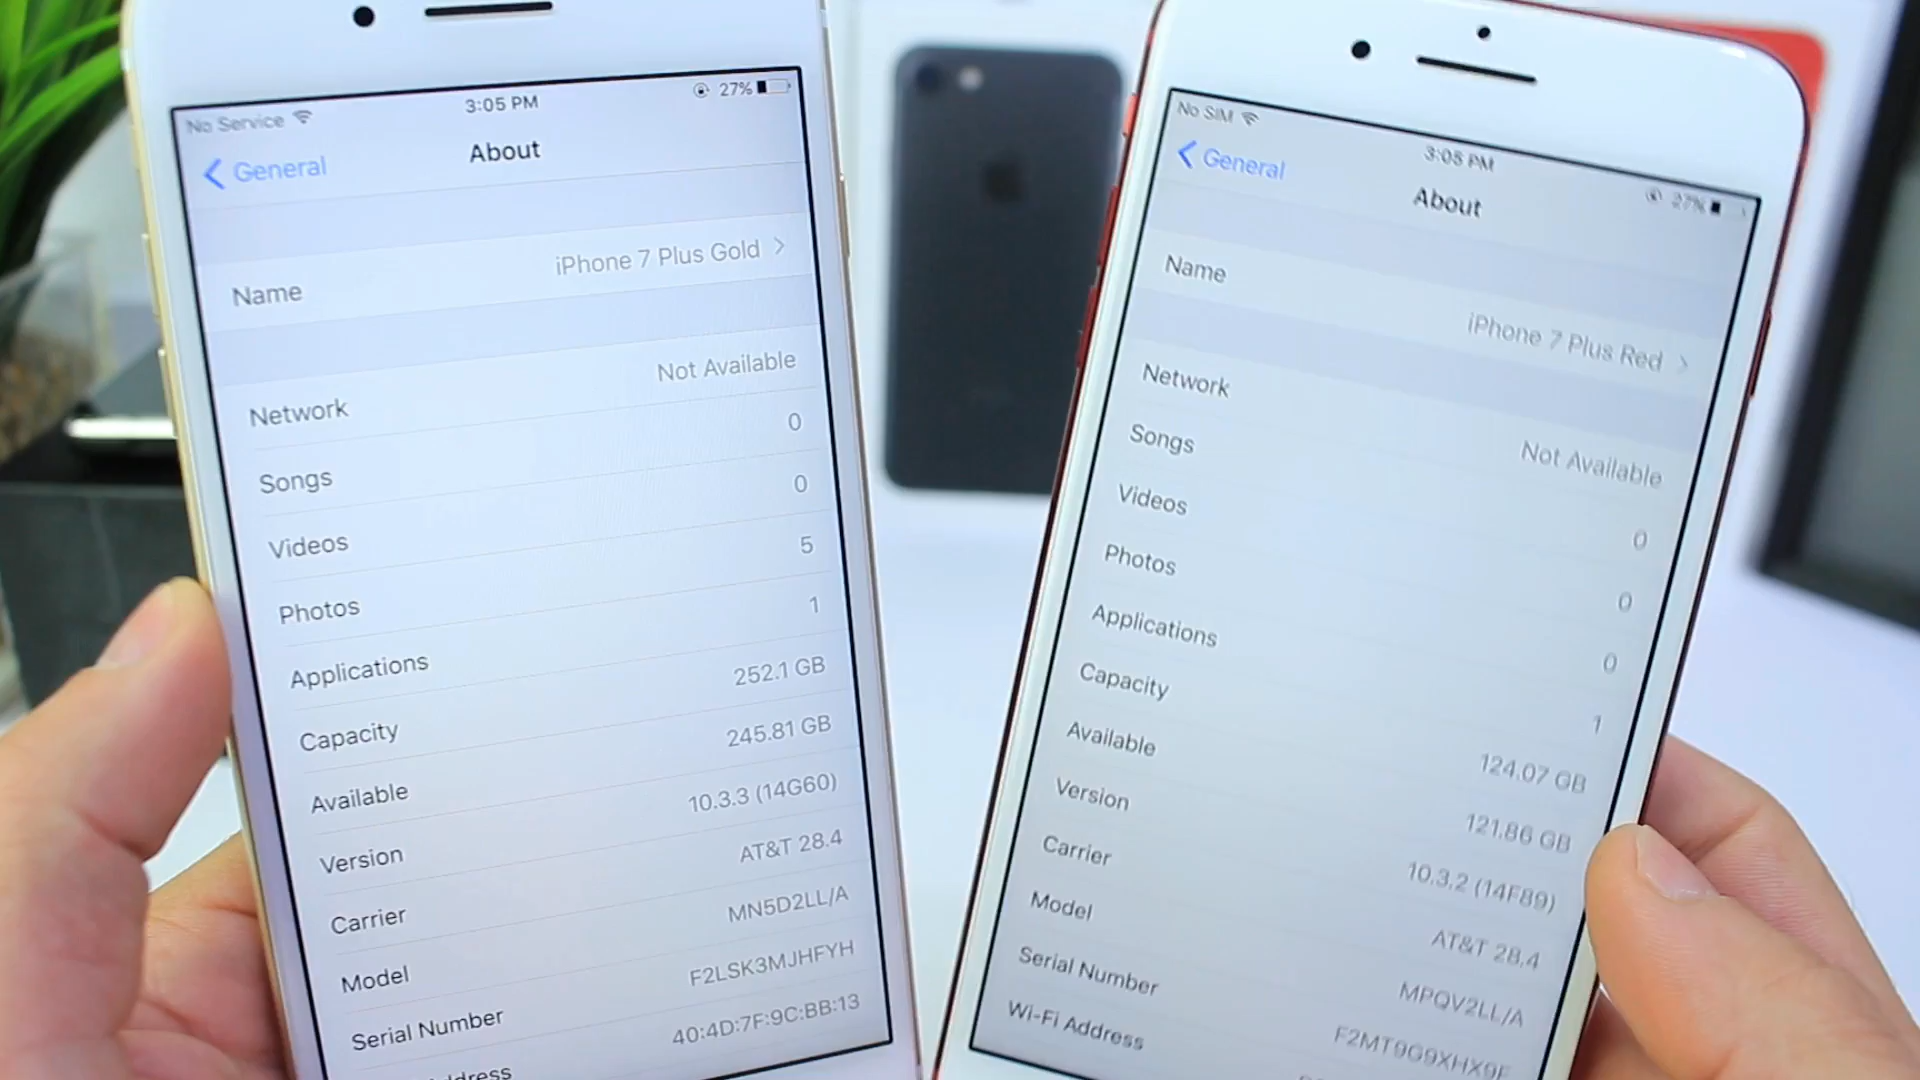 No Service
3:05 PM
27%
General
About
Name
iPhone 7 Plus Gold
Network
Not Available
Songs
0
Videos
0
Photos
5
Applications
1
Capacity
252.1 GB
Available
245.81 GB
Version
10.3.3 (14G60)
Carrier
AT&T 28.4
Model
MN5D2LL/A
Serial Number
F2LSK3MJHFYH
40:4D:7F:9C:BB:13
No SIM
3:05 PM
27%
General
About
Name
iPhone 7 Plus Red
Network
Not Available
Songs
0
Videos
0
Photos
0
Applications
1
Capacity
124.07 GB
Available
121.86 GB
Version
10.3.2 (14F89)
Carrier
AT&T 28.4
Model
MPQV2LL/A
Serial Number
Wi-Fi Address